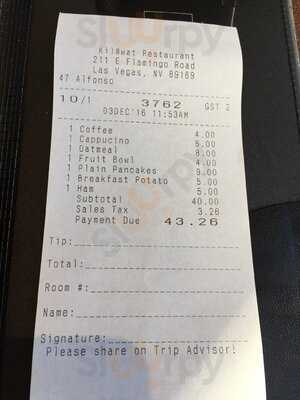 Kilawat Restaurant
211 E Flamingo Road
Las Vegas, NV 89169
47 Alfonso
10/1 3762 GST 2
03DEC'16 11:53AM
1 Coffee 4.00
1 Cappucino 5.00
1 Oatmeal 8.00
1 Fruit Bowl 4.00
1 Plain Pancakes 9.00
1 Breakfast Potato 5.00
1 Ham 5.00
Subtotal 40.00
Sales Tax 3.26
Payment Due 43.26
Tip:
Total:
Room #:
Name:
Signature:
Please share on Trip Advisor!